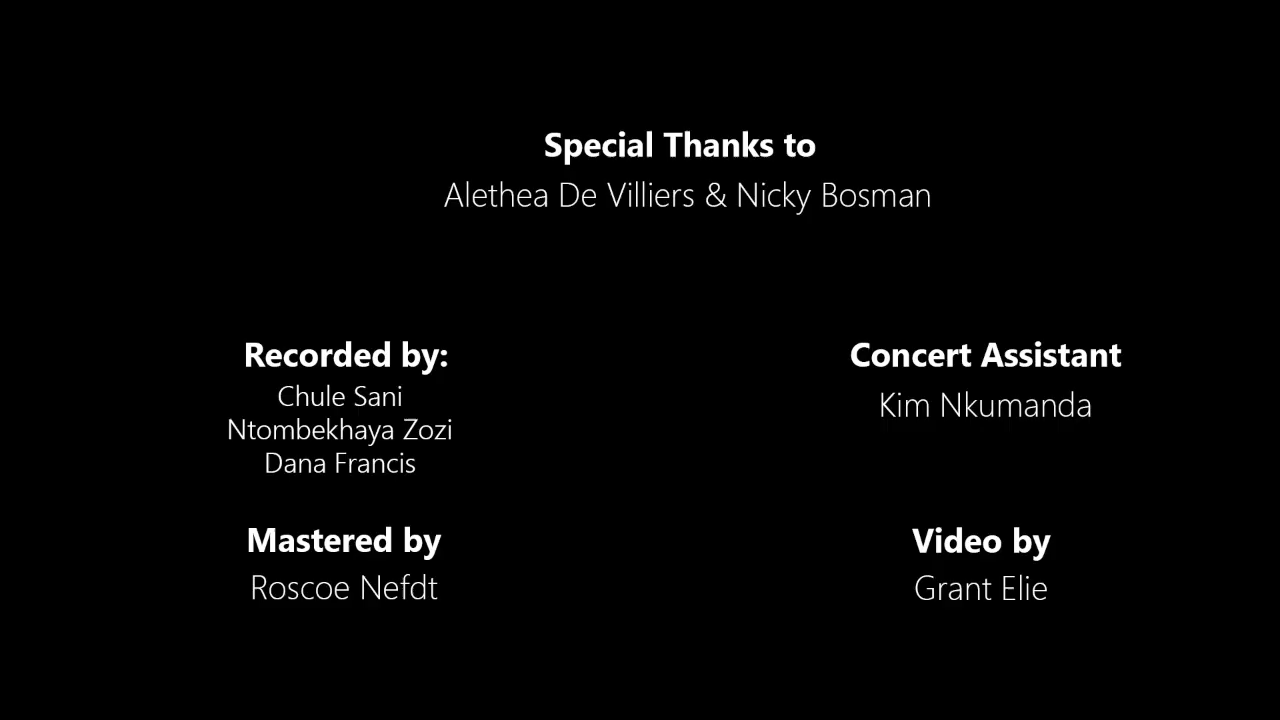 Special Thanks to
Alethea De Villiers & Nicky Bosman
Recorded by:
Chule Sani
Ntombekhaya Zozi
Dana Francis
Concert Assistant
Kim Nkumanda
Mastered by
Roscoe Nefdt
Video by
Grant Elie